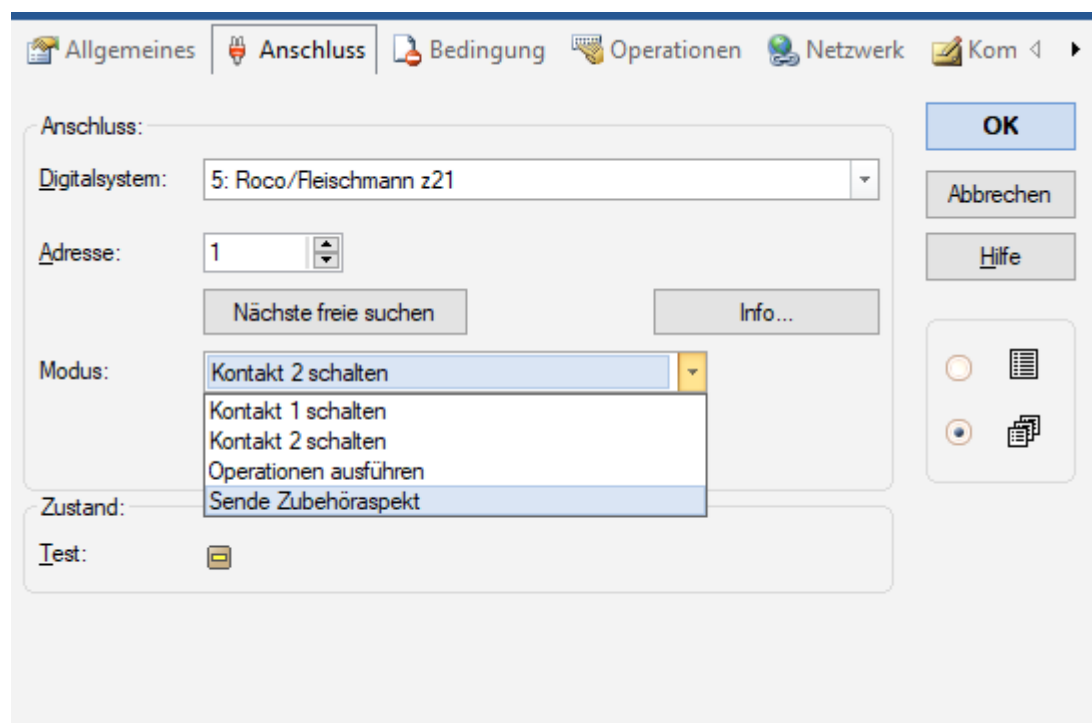 Allgemeines Anschluss Bedingung Operationen Netzwerk Kom
Anschluss:
OK
Digitalsystem: 5: Roco/Fleischmann z21
Abbrechen
Adresse: 1
Hilfe
Nächste freie suchen Info...
Modus: Kontakt 2 schalten
Kontakt 1 schalten
Kontakt 2 schalten
Operationen ausführen
Sende Zubehöraspekt
Zustand:
Test: